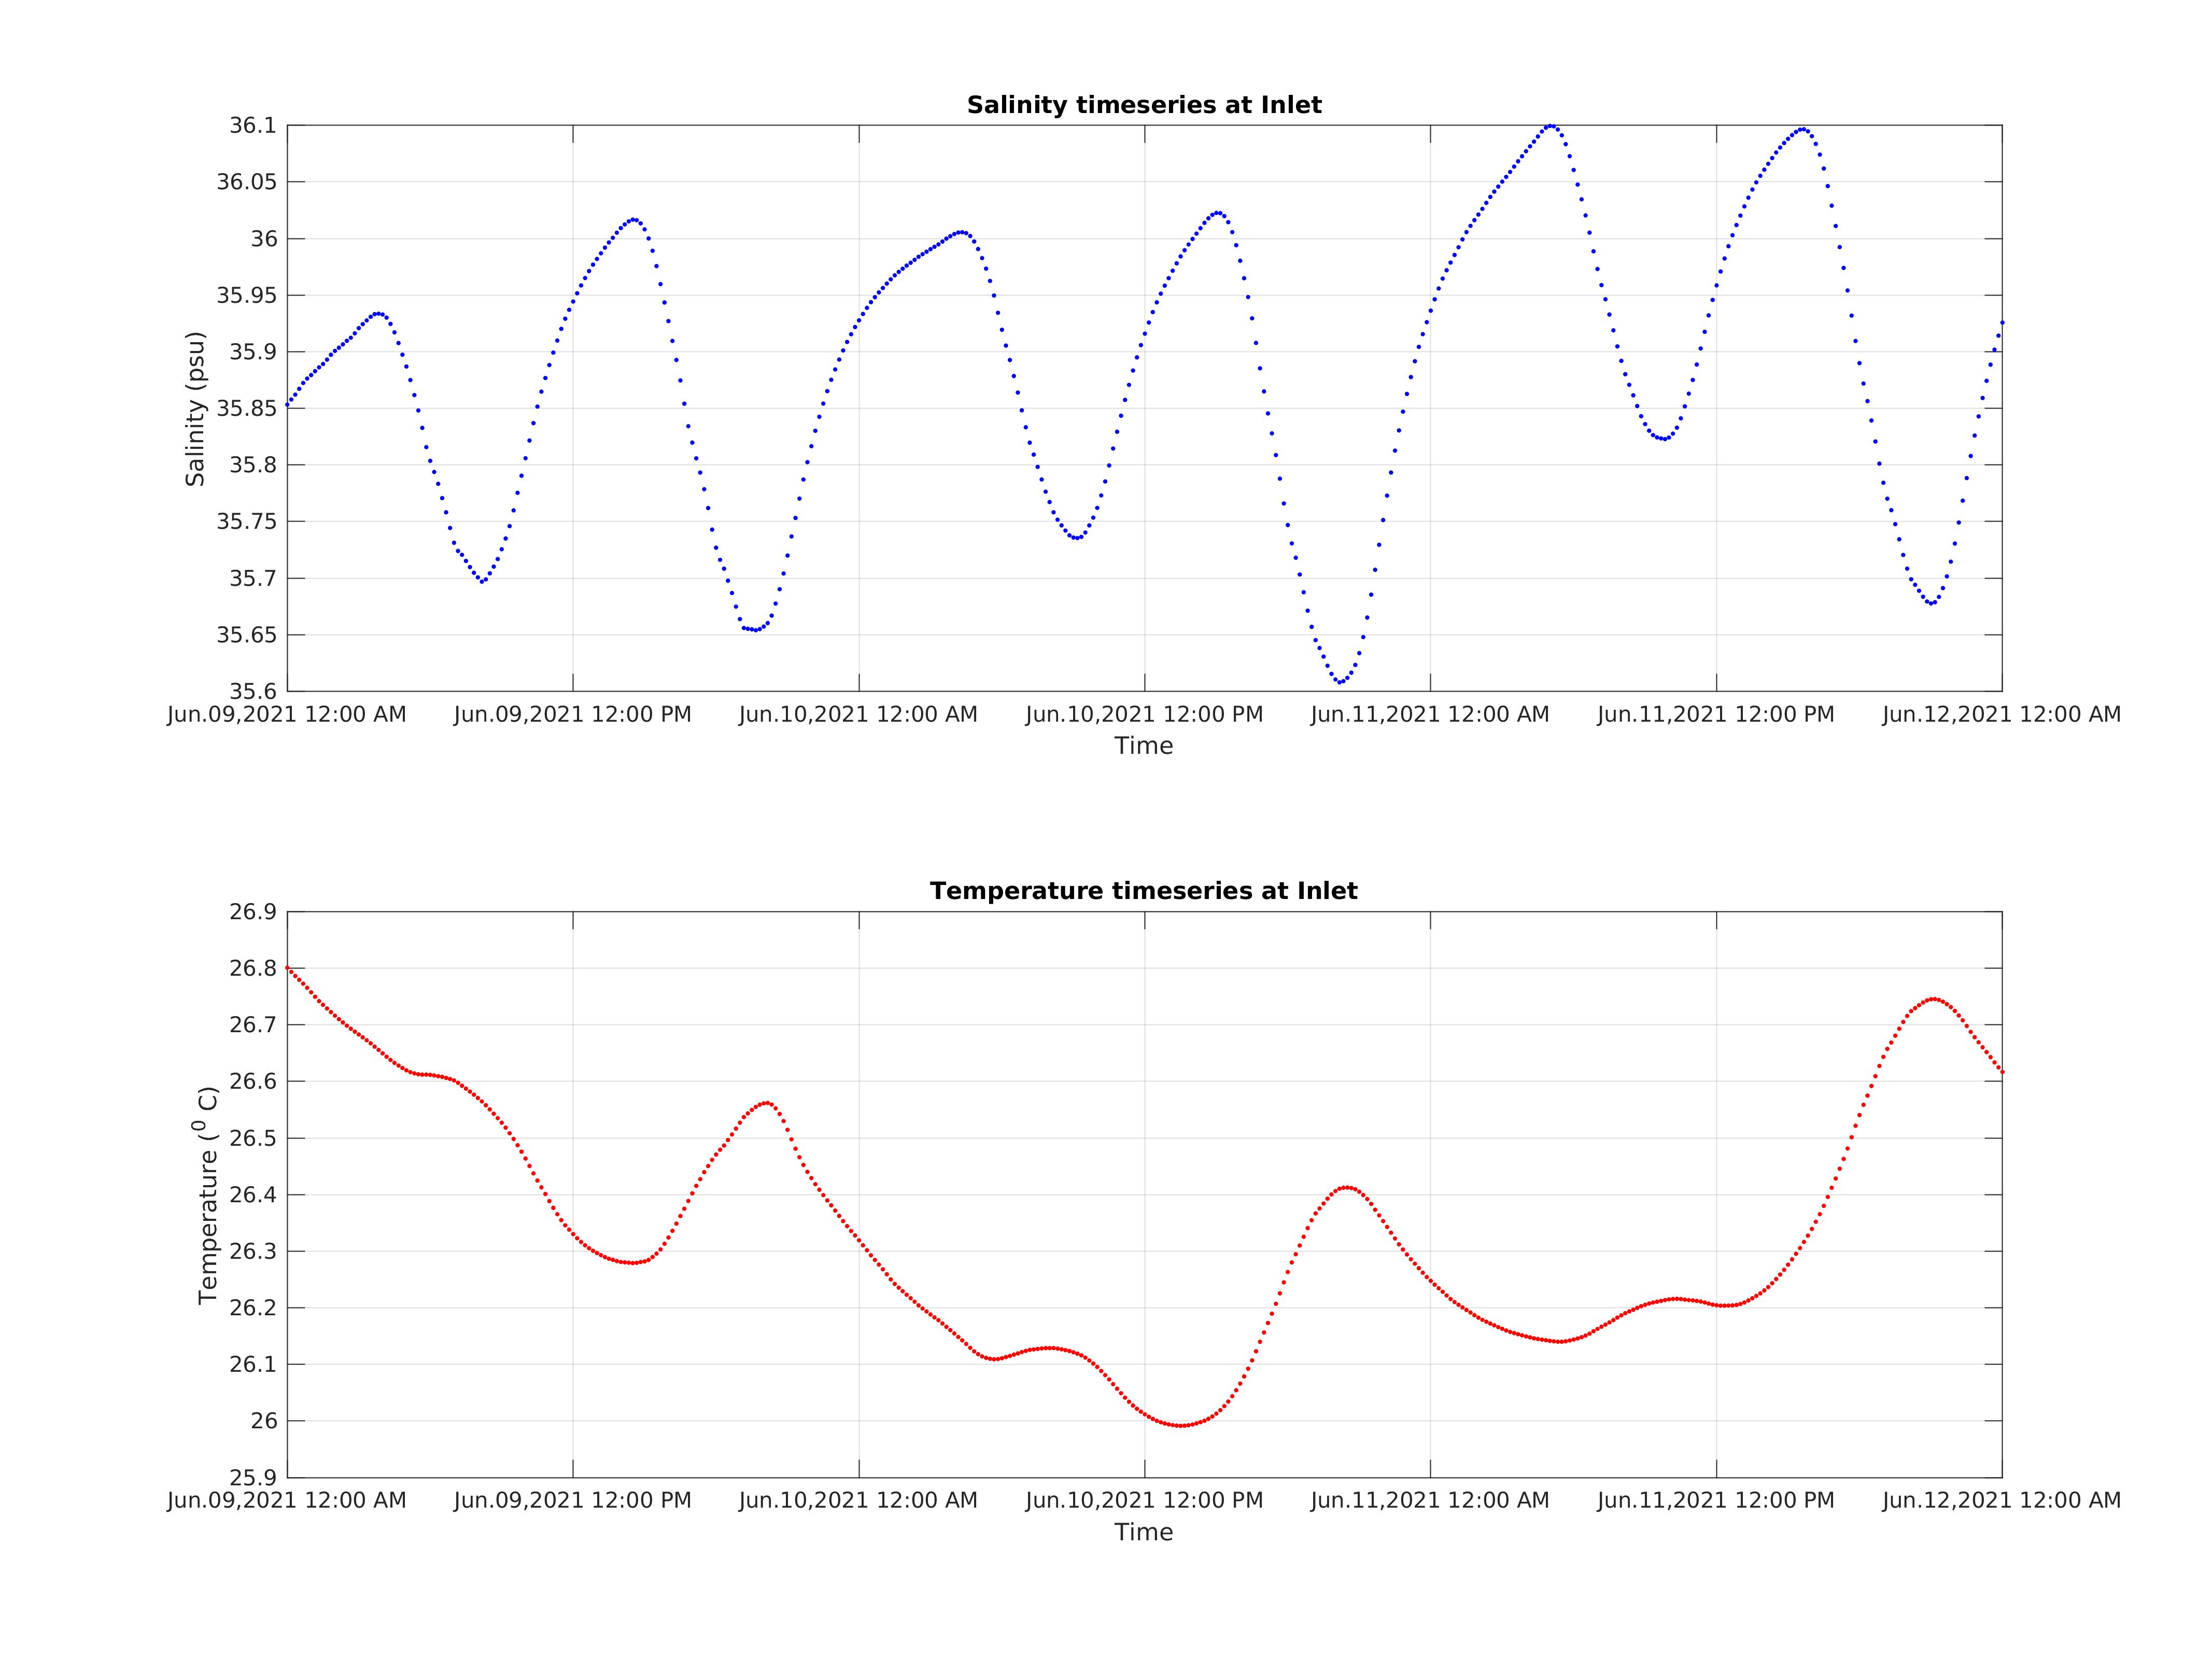 Salinity timeseries at Inlet
36.1
36.05
36
35.95
35.9
35.85
35.8
35.75
35.7
35.65
35.6
Salinity (psu)
Jun.09,2021 12:00 AM Jun.09,2021 12:00 PM Jun.10,2021 12:00 AM Jun.10,2021 12:00 PM Jun.11,2021 12:00 AM Jun.11,2021 12:00 PM Jun.12,2021 12:00 AM
Time
Temperature timeseries at Inlet
26.9
26.8
26.7
26.6
26.5
26.4
26.3
26.2
26.1
26
25.9
Temperature (⁰ C)
Jun.09,2021 12:00 AM Jun.09,2021 12:00 PM Jun.10,2021 12:00 AM Jun.10,2021 12:00 PM Jun.11,2021 12:00 AM Jun.11,2021 12:00 PM Jun.12,2021 12:00 AM
Time